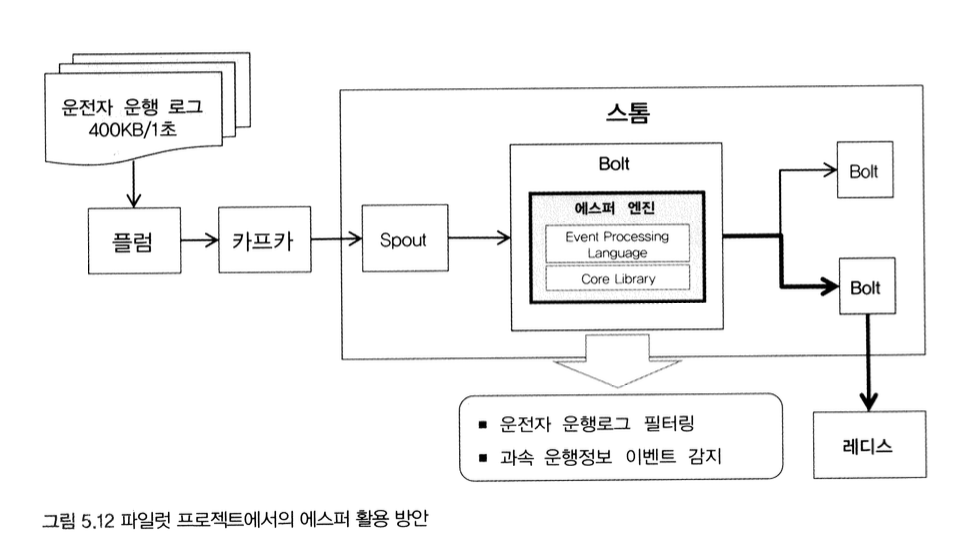 운전자 운행 로그
400KB/1초
스톰
Bolt
에스퍼 엔진
Event Processing
Language
Core Library
플럼
카프카
Spout
Bolt
Bolt
■ 운전자 운행로그 필터링
■ 과속 운행정보 이벤트 감지
레디스
그림 5.12 파일럿 프로젝트에서의 에스퍼 활용 방안